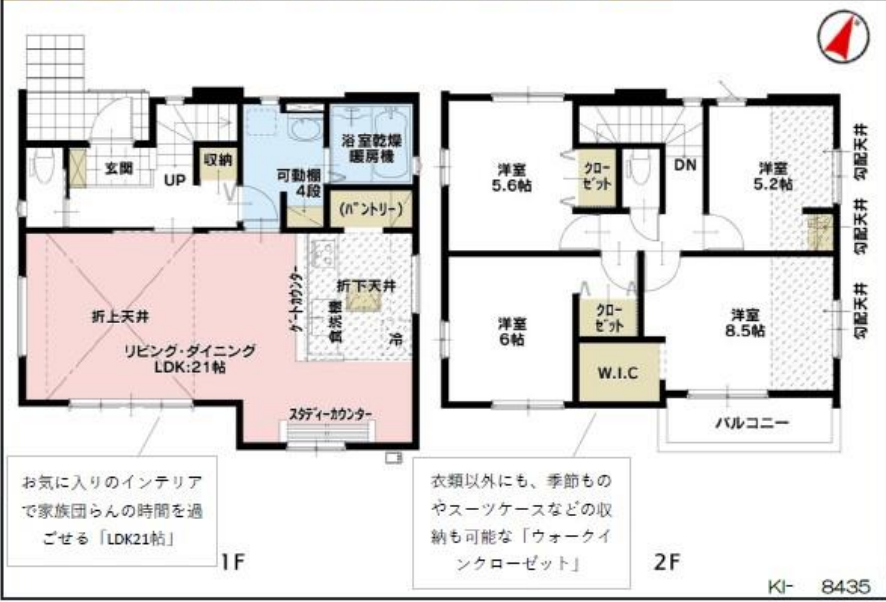 玄関
UP
収納
可動棚
4段
浴室乾燥
暖房機
(パントリー)
折上天井
リビング・ダイニング
LDK:21帖
ゲートカウンター
食洗機
折下天井
冷
スタディーカウンター
お気に入りのインテリア
で家族団らんの時間を過
ごせる「LDK21帖」
1F
洋室
5.6帖
クロー
ゼット
DN
洋室
5.2帖
勾配天井
勾配天井
勾配天井
洋室
6帖
クロー
ゼット
W.I.C
洋室
8.5帖
バルコニー
衣類以外にも、季節もの
やスーツケースなどの収
納も可能な「ウォークイ
ンクローゼット」
2F
KI- 8435